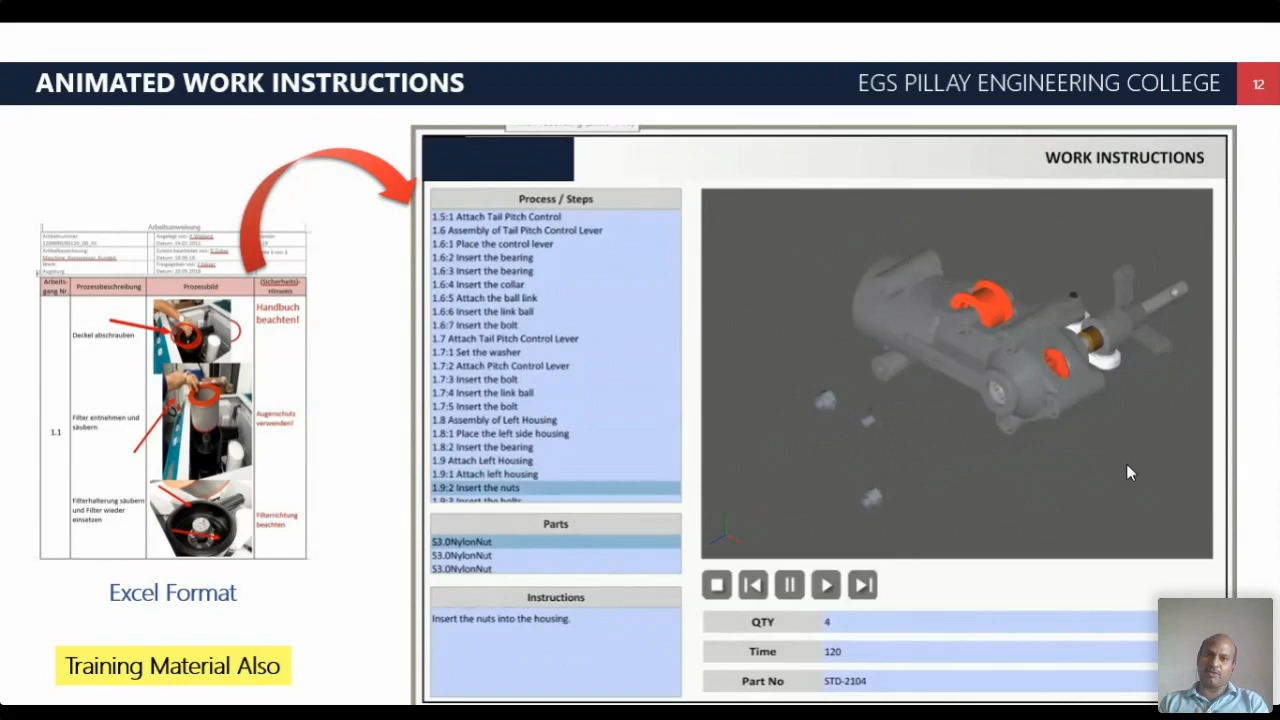 ANIMATED WORK INSTRUCTIONS
EGS PILLAY ENGINEERING COLLEGE
12
Arbeitsanweisung
Augsburg
Arbeits-
gang Nr.
Prozessbeschreibung
Prozessbild
(Sicherheits)-
Hinweis
Deckel abschrauben
Handbuch
beachten!
1.1
Filter entnehmen und
säubern
Augenschutz
verwenden!
Filterhalterung säubern
und Filter wieder
einsetzen
Filterrichtung
beachten
Excel Format
Training Material Also
WORK INSTRUCTIONS
Process / Steps
1.5:1 Attach Tail Pitch Control
1.6 Assembly of Tail Pitch Control Lever
1.6:1 Place the control lever
1.6:2 Insert the bearing
1.6:3 Insert the bearing
1.6:4 Insert the collar
1.6:5 Attach the ball link
1.6:6 Insert the link ball
1.6:7 Insert the bolt
1.7 Attach Tail Pitch Control Lever
1.7:1 Set the washer
1.7:2 Attach Pitch Control Lever
1.7:3 Insert the bolt
1.7:4 Insert the link ball
1.7:5 Insert the bolt
1.8 Assembly of Left Housing
1.8:1 Place the left side housing
1.8:2 Insert the bearing
1.9 Attach Left Housing
1.9:1 Attach left housing
1.9:2 Insert the nuts
1.9:3 Insert the bolts
Parts
S3.0NylonNut
S3.0NylonNut
S3.0NylonNut
Instructions
Insert the nuts into the housing.
QTY 4
Time 120
Part No STD-2104